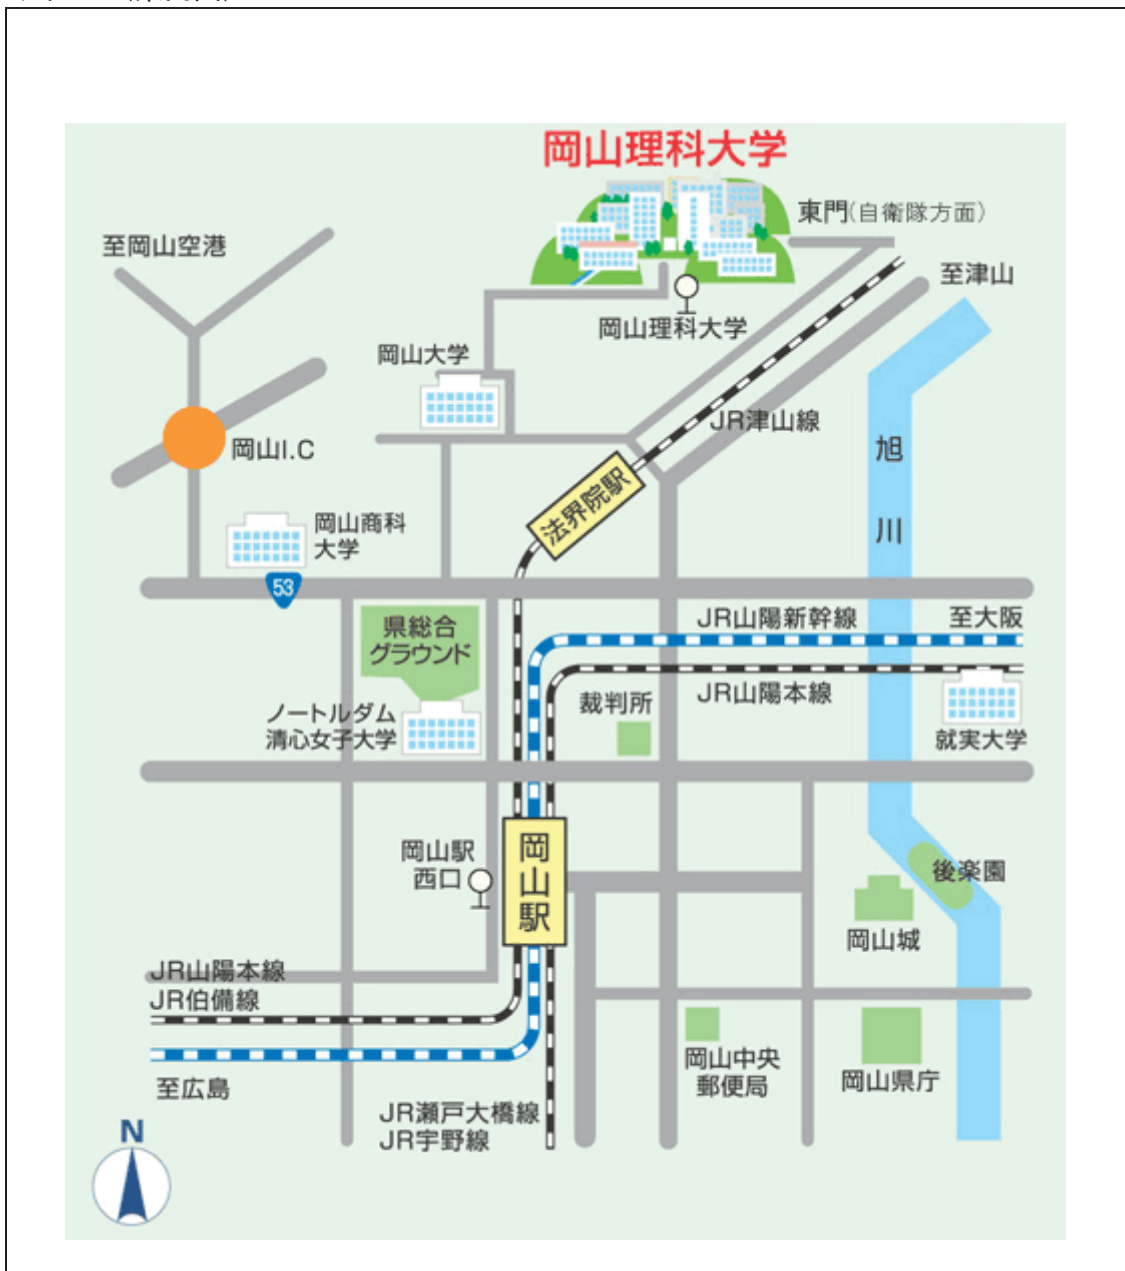 岡山理科大学
東門(自衛隊方面)
至岡山空港
至津山
岡山理科大学
岡山大学
JR津山線
岡山I.C
旭川
法界院駅
岡山商科
大学
53
県総合
グラウンド
JR山陽新幹線
至大阪
JR山陽本線
裁判所
ノートルダム
清心女子大学
就実大学
岡山駅
西口
岡山駅
後楽園
岡山城
JR山陽本線
JR伯備線
岡山中央
郵便局
岡山県庁
至広島
JR瀬戸大橋線
JR宇野線
N